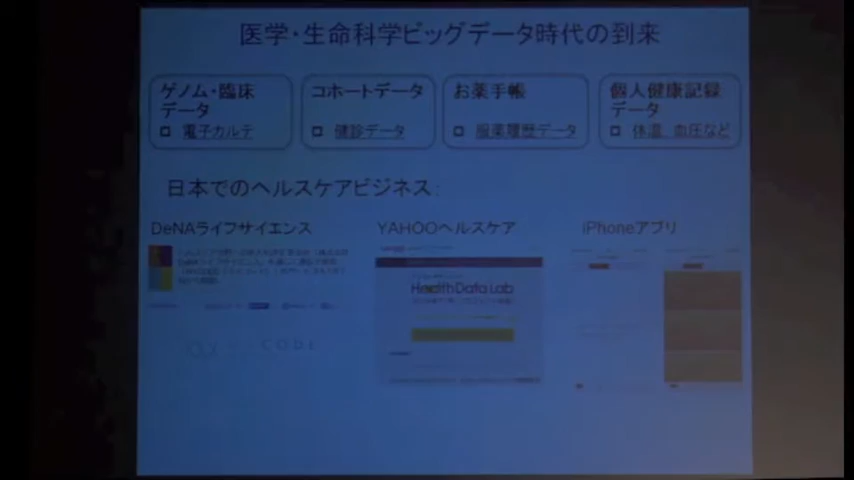 医学・生命科学ビッグデータ時代の到来
ゲノム・臨床
データ
電子カルテ
コホートデータ
健診データ
お薬手帳
服薬履歴データ
個人健康記録
データ
体温、血圧など
日本でのヘルスケアビジネス:
DeNAライフサイエンス
YAHOOヘルスケア
iPhoneアプリ
HealthData Lab
CODE